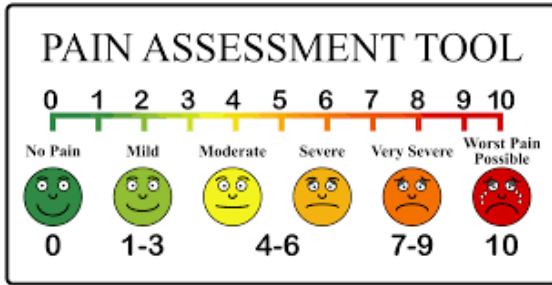 PAIN ASSESSMENT TOOL
0 1 2 3 4 5 6 7 8 9 10
No Pain Mild Moderate Severe Very Severe Worst Pain
Possible
0 1-3 4-6 7-9 10